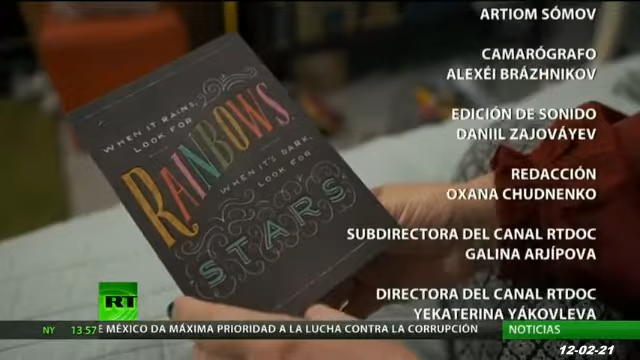 ARTIOM SÓMOV
CAMARÓGRAFO
ALEXÉI BRÁZHNIKOV
EDICIÓN DE SONIDO
DANIIL ZAJOVÁYEV
REDACCIÓN
OXANA CHUDNENKO
SUBDIRECTORA DEL CANAL RTDOC
GALINA ARJÍPOVA
DIRECTORA DEL CANAL RTDOC
YEKATERINA YÁKOVLEVA
WHEN IT RAINS,
LOOK FOR
RAINBOWS.
WHEN IT'S DARK,
LOOK FOR
STARS
RT
NY 13:57 E MÉXICO DA MÁXIMA PRIORIDAD A LA LUCHA CONTRA LA CORRUPCIÓN NOTICIAS
12-02-21